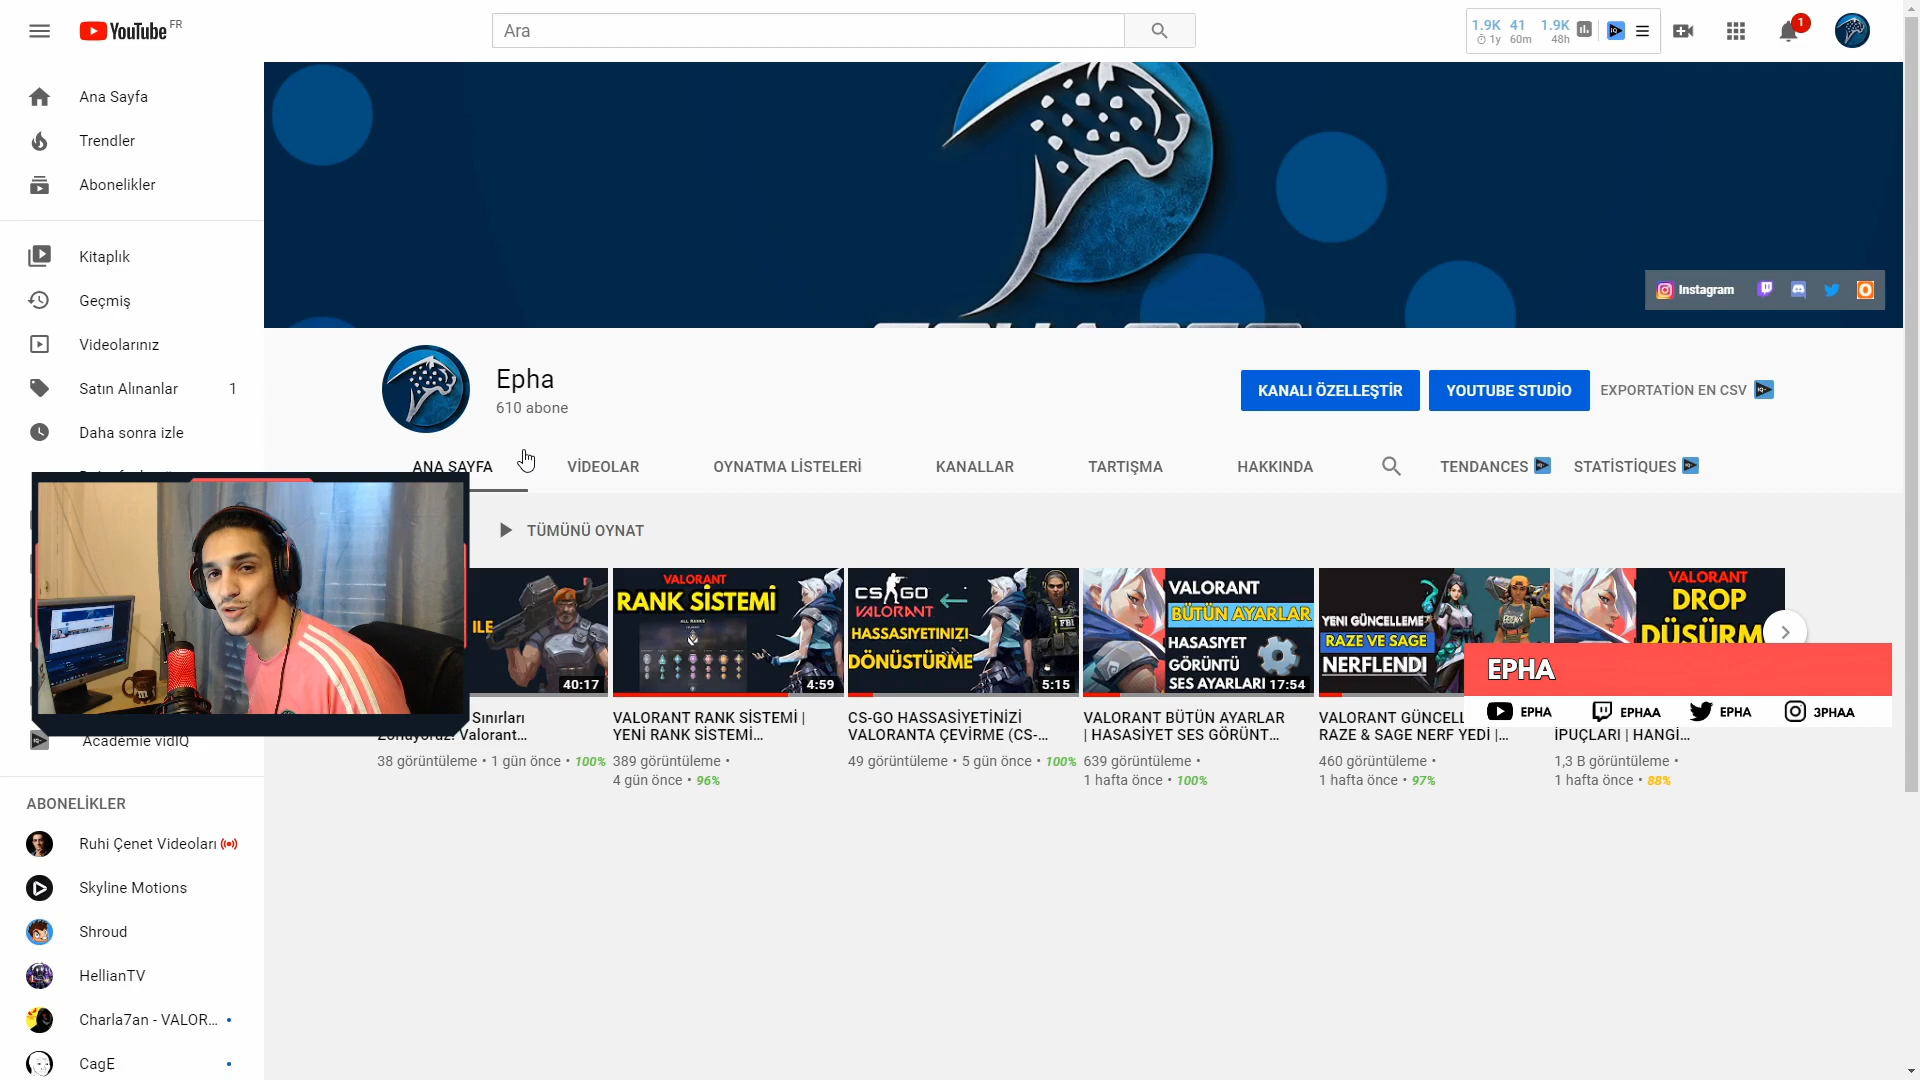 YouTube FR
Ara
1.9K 41 1.9K
1y 60m 48h
1
Ana Sayfa
Trendler
Abonelikler
Kitaplık
Geçmiş
Videolarınız
Satın Alınanlar 1
Daha sonra izle
Academie vidIQ
ABONELİKLER
Ruhi Çenet Videoları
Skyline Motions
Shroud
HellianTV
Charla7an - VALOR...
CagE
Instagram
Epha
610 abone
KANALI ÖZELLEŞTİR
YOUTUBE STUDİO
EXPORTATİON EN CSV
ANA SAYFA
VİDEOLAR
OYNATMA LİSTELERİ
KANALLAR
TARTIŞMA
HAKKINDA
TENDANCES
STATİSTİQUES
TÜMÜNÜ OYNAT
ILE
40:17
Sınırları
Zorluyoruz! Valorant...
38 görüntüleme • 1 gün önce • 100%
VALORANT
RANK SİSTEMİ
ALL RANKS
4:59
VALORANT RANK SİSTEMİ |
YENİ RANK SİSTEMİ...
389 görüntüleme •
4 gün önce • 96%
CS GO
VALORANT
HASSASIYETINIZI
DÖNÜSTÜRME
FBI
5:15
CS-GO HASSASİYETİNİZİ
VALORANTA ÇEVİRME (CS-...
49 görüntüleme • 5 gün önce • 100%
VALORANT
BÜTÜN AYARLAR
HASASIYET
GÖRÜNTÜ
SES AYARLARI
17:54
VALORANT BÜTÜN AYARLAR
| HASASİYET SES GÖRÜNT...
639 görüntüleme •
1 hafta önce • 100%
YENİ GÜNCELLEME
RAZE VE SAGE
NERFLENDI
VALORANT GÜNCELL
RAZE & SAGE NERF YEDİ |...
460 görüntüleme •
1 hafta önce • 97%
VALORANT
DROP
DÜSÜRM
İPUÇLARI | HANGİ...
1,3 B görüntüleme •
1 hafta önce • 88%
EPHA
EPHA
EPHAA
EPHA
3PHAA